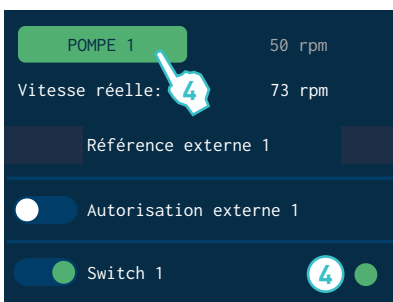 POMPE 1 50 rpm
Vitesse réelle: 4 73 rpm
Référence externe 1
Autorisation externe 1
Switch 1 4